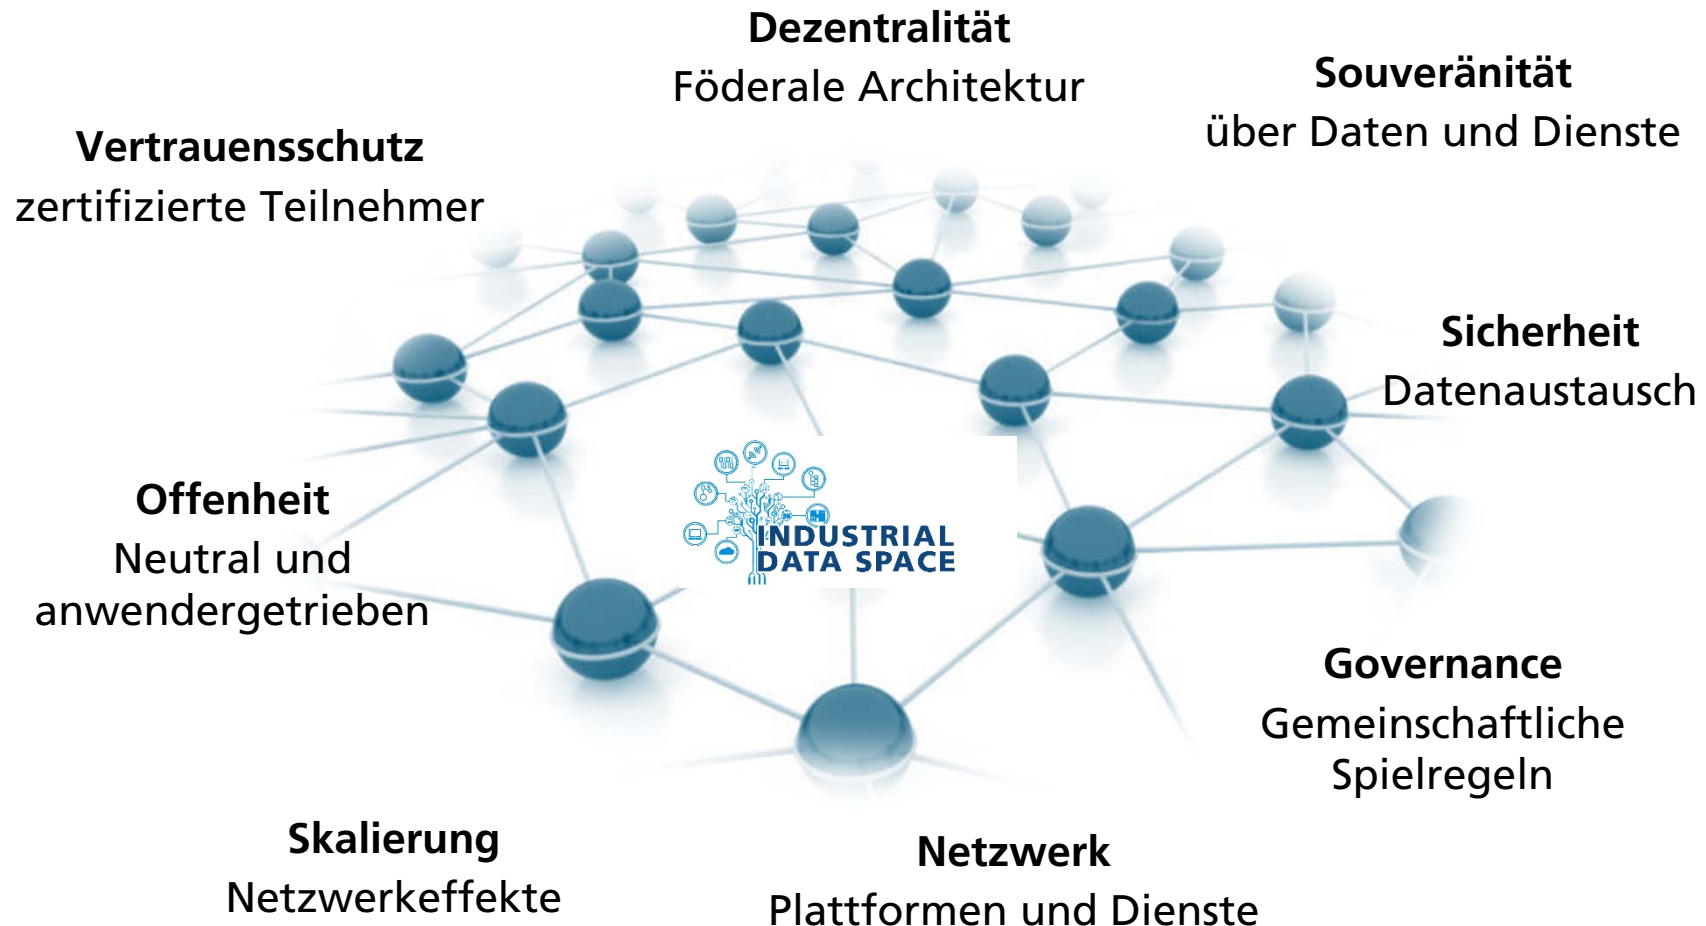 Dezentralität
Föderale Architektur
Souveränität
über Daten und Dienste
Vertrauensschutz
zertifizierte Teilnehmer
Sicherheit
Datenaustausch
Offenheit
Neutral und
anwendergetrieben
INDUSTRIAL
DATA SPACE
Governance
Gemeinschaftliche
Spielregeln
Skalierung
Netzwerkeffekte
Netzwerk
Plattformen und Dienste